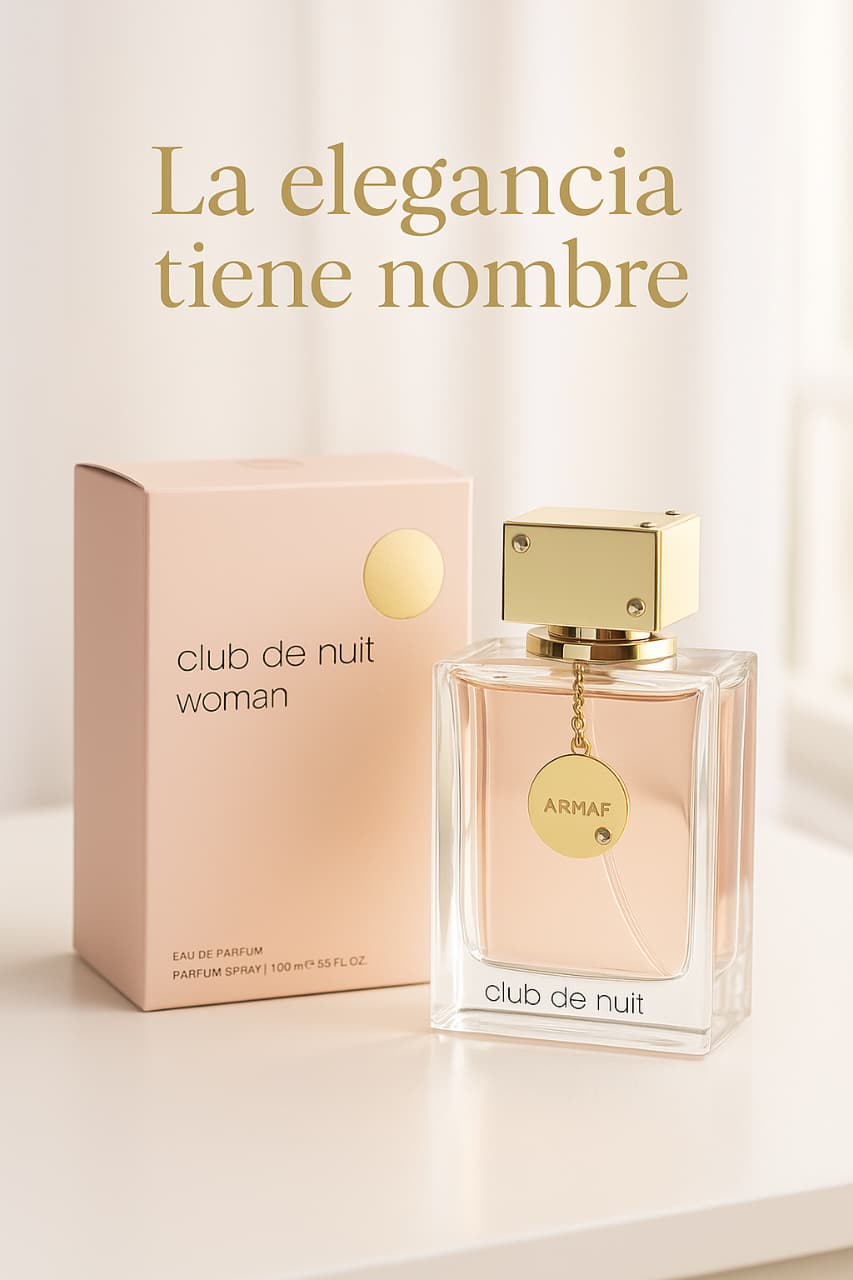 La elegancia
tiene nombre
club de nuit
woman
ARMAF
EAU DE PARFUM
PARFUM SPRAY | 100 m℮ 55 FL OZ.
club de nuit